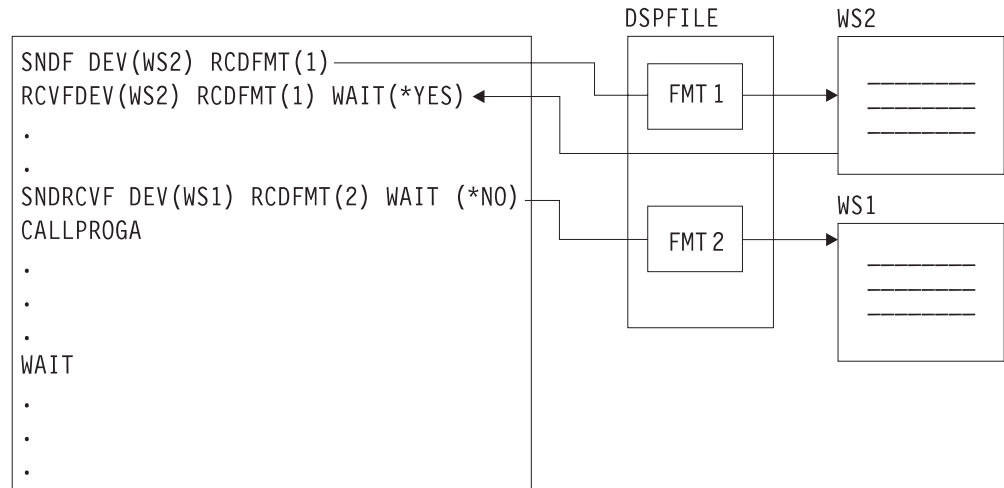 SNDF DEV(WS2) RCDFMT(1)
RCVFDEV(WS2) RCDFMT(1) WAIT(*YES)
.
.
SNDRCVF DEV(WS1) RCDFMT(2) WAIT (*NO)
CALLPROGA
.
.
.
WAIT
.
.
.
DSPFILE
FMT 1
FMT 2
WS2
WS1